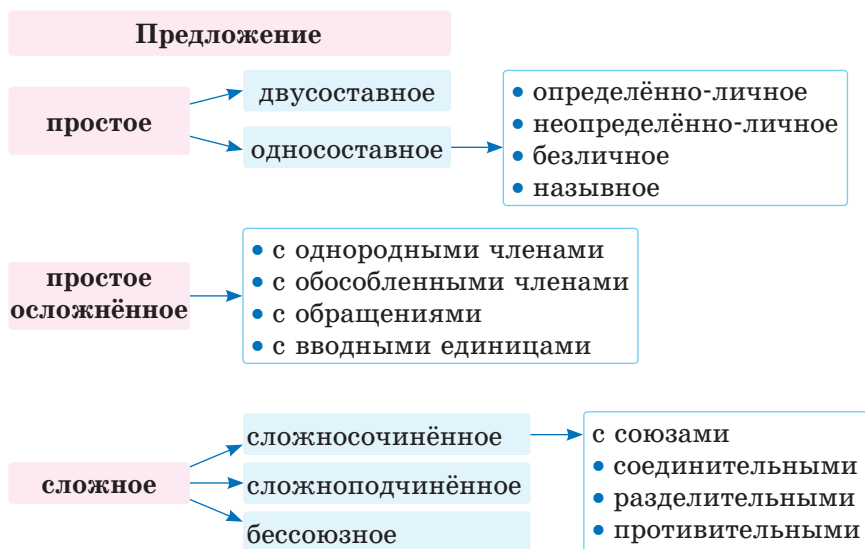 Предложение
простое
двусоставное
односоставное
• определённо-личное
• неопределённо-личное
• безличное
• назывное
простое
осложнённое
• с однородными членами
• с обособленными членами
• с обращениями
• с вводными единицами
сложное
сложносочинённое
сложноподчинённое
бессоюзное
с союзами
• соединительными
• разделительными
• противительными